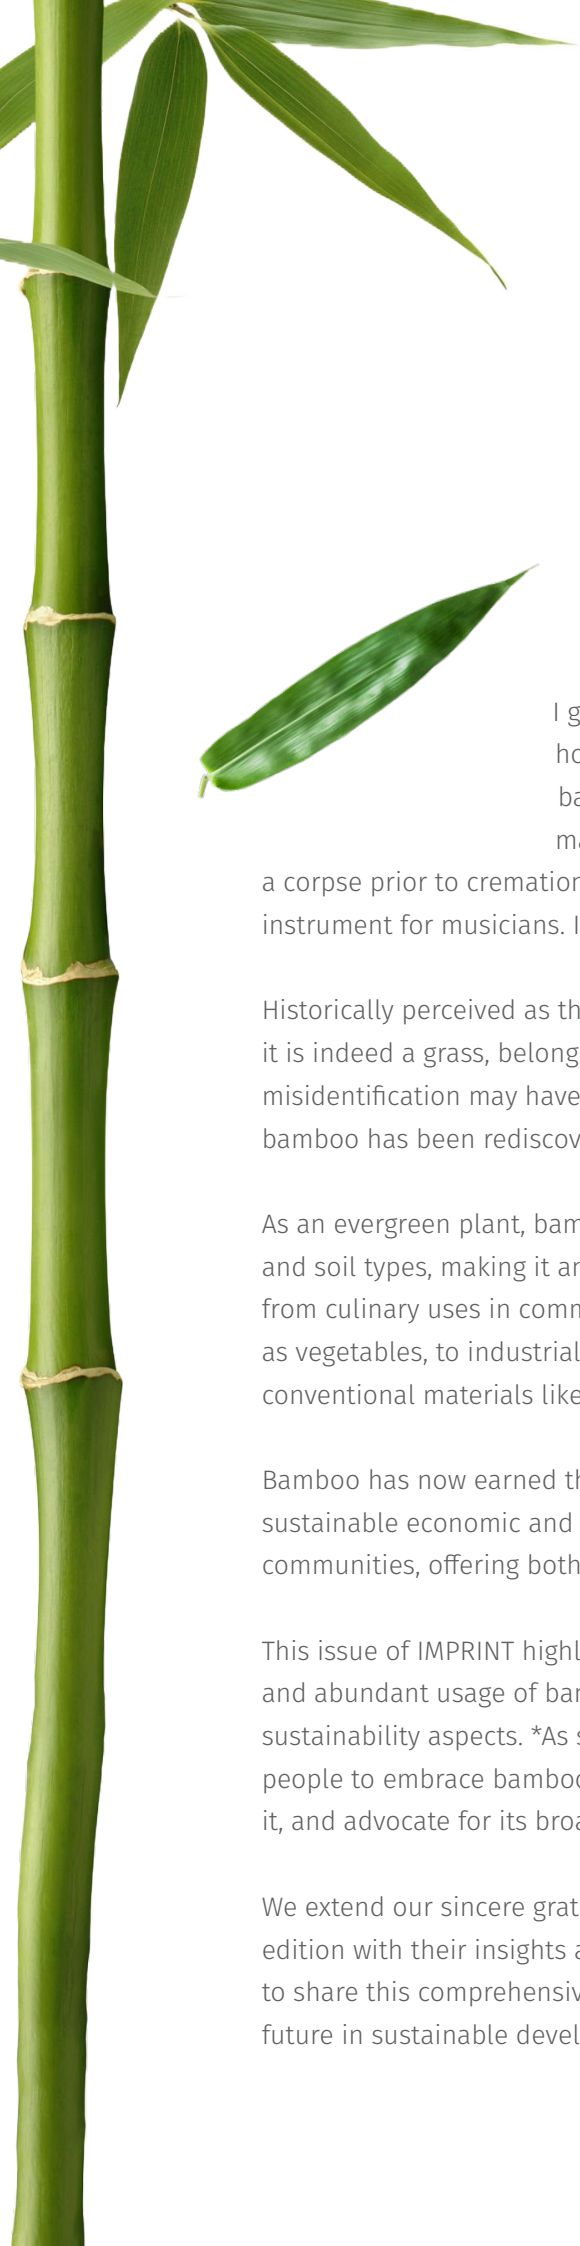 I g
ho
ba
ma
a corpse prior to cremation
instrument for musicians. I
Historically perceived as th
it is indeed a grass, belong
misidentification may have
bamboo has been rediscov
As an evergreen plant, bam
and soil types, making it an
from culinary uses in comm
as vegetables, to industrial
conventional materials like
Bamboo has now earned th
sustainable economic and
communities, offering both
This issue of IMPRINT highl
and abundant usage of bam
sustainability aspects. *As s
people to embrace bamboo
it, and advocate for its broa
We extend our sincere grat
edition with their insights a
to share this comprehensiv
future in sustainable devel